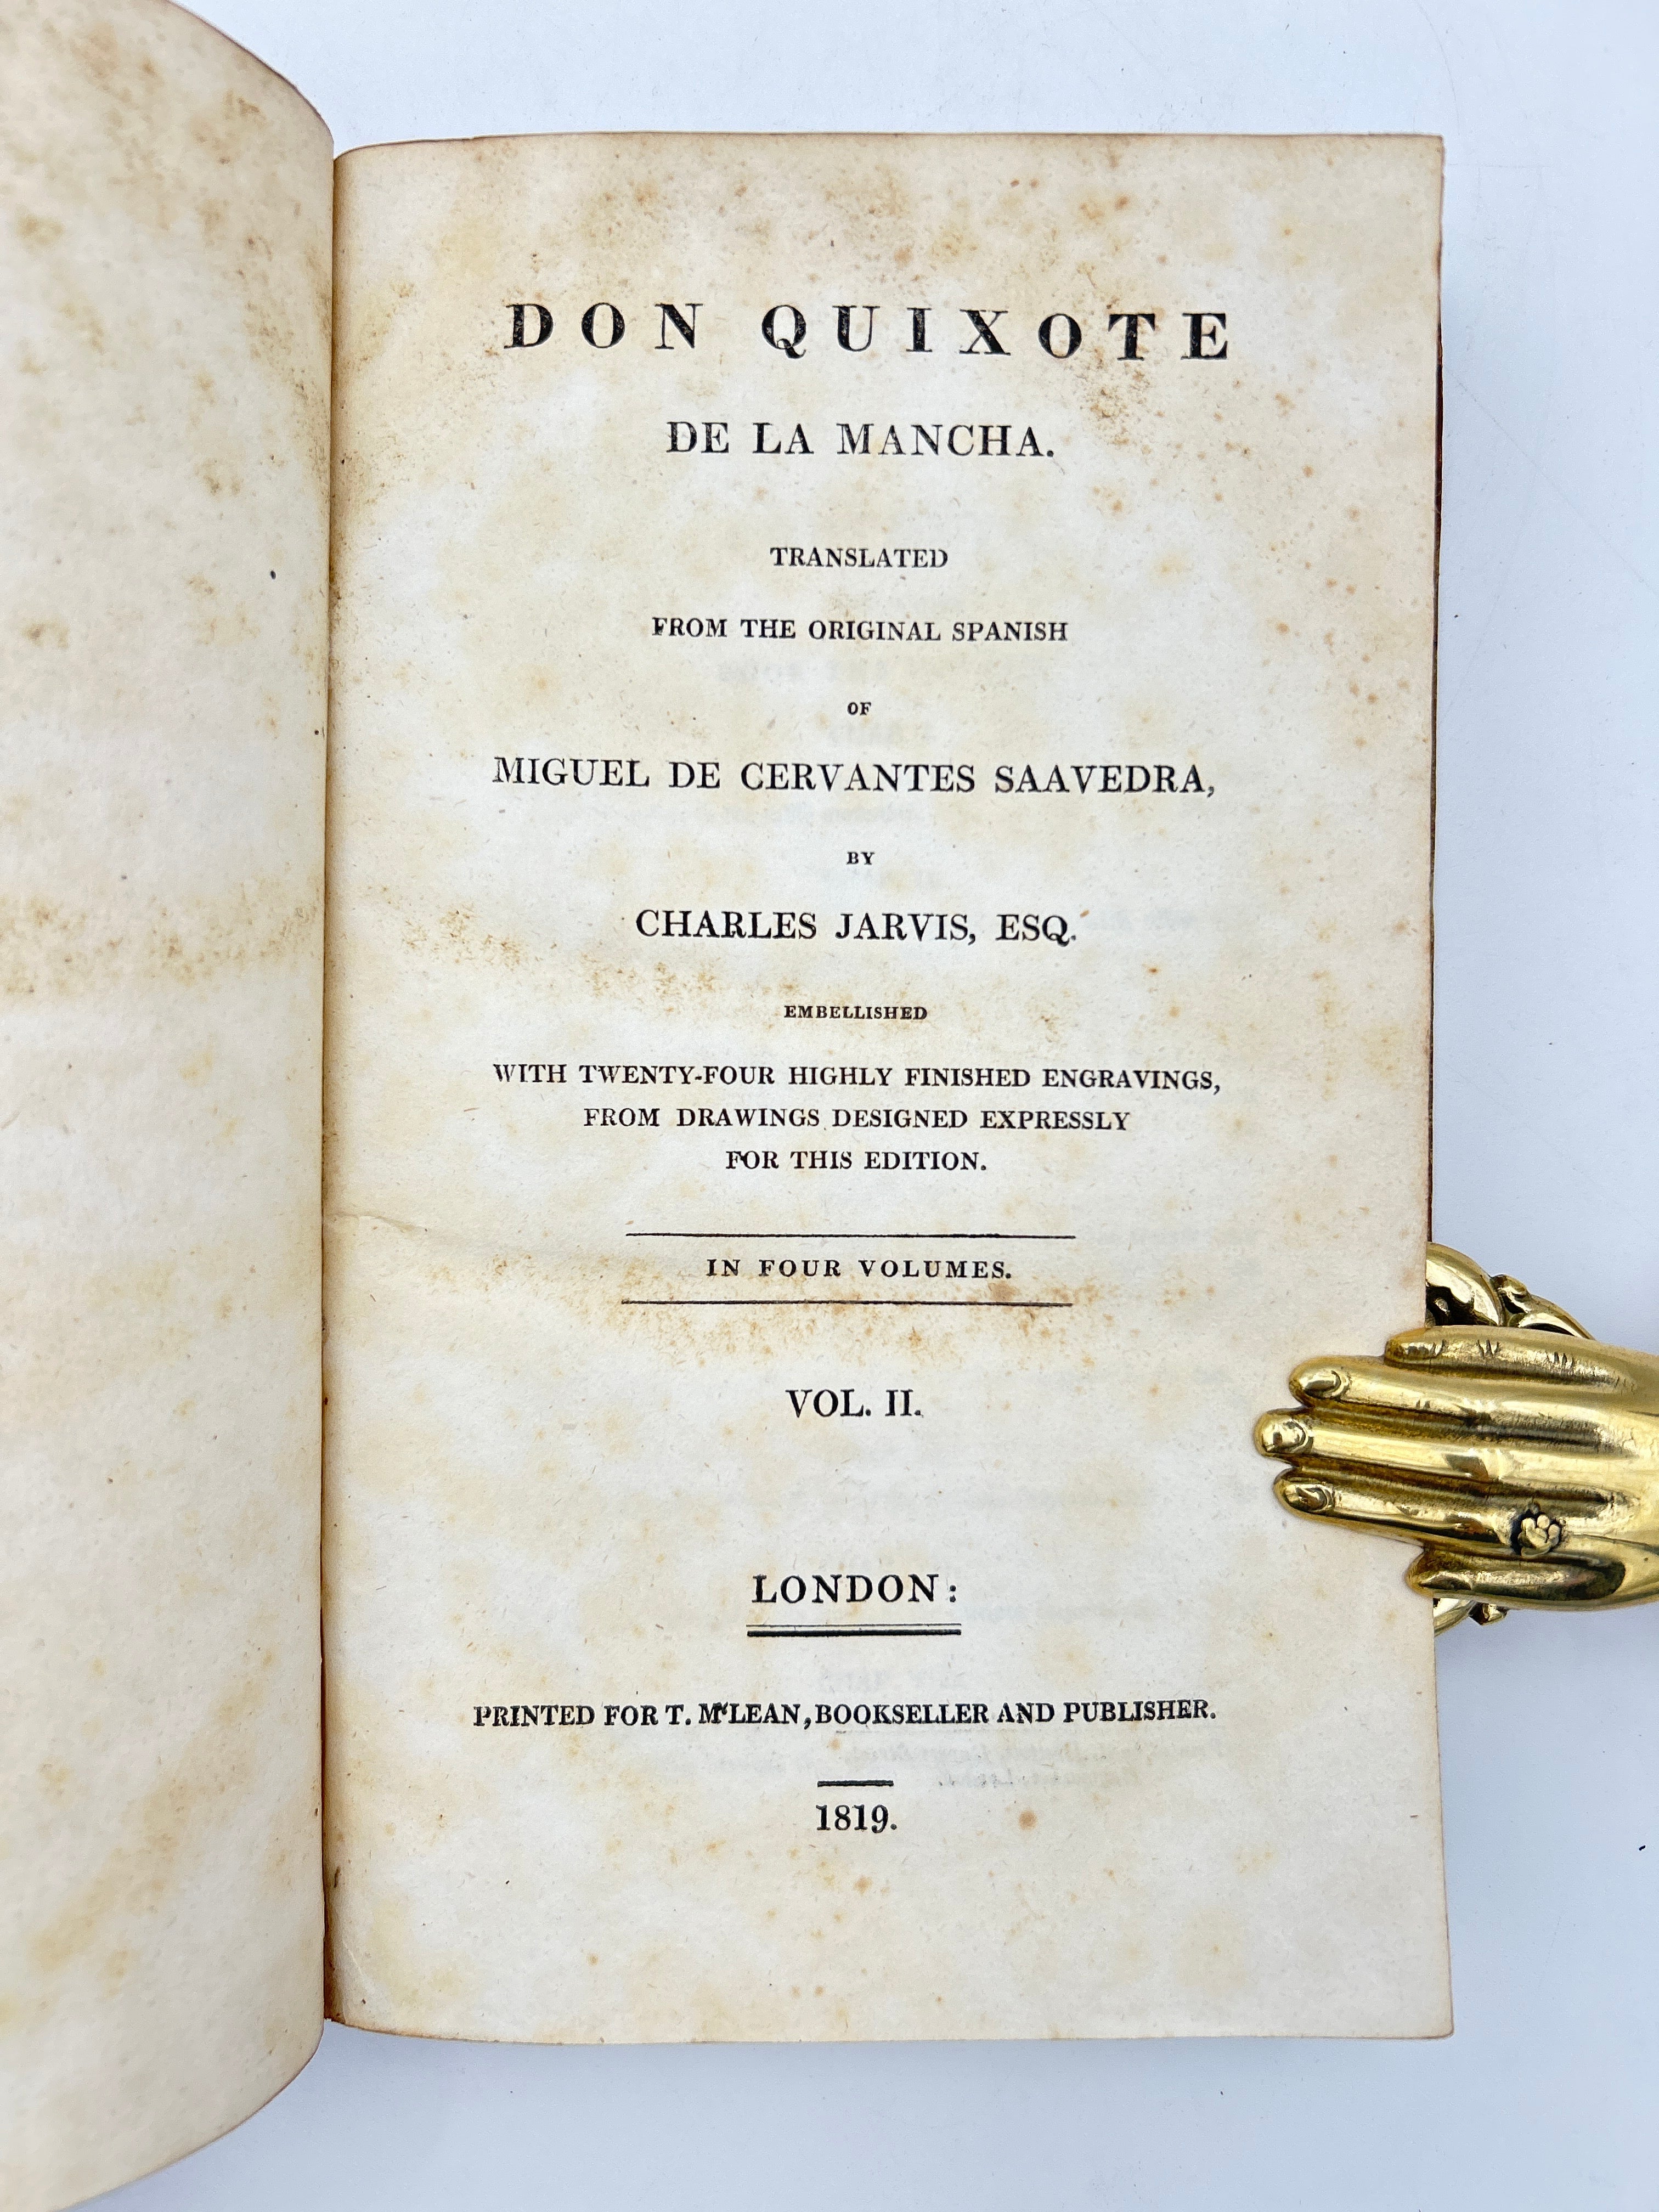 DON QUIXOTE
DE LA MANCHA.
TRANSLATED
FROM THE ORIGINAL SPANISH
OF
MIGUEL DE CERVANTES SAAVEDRA,
BY
CHARLES JARVIS, ESQ.
EMBELLISHED
WITH TWENTY-FOUR HIGHLY FINISHED ENGRAVINGS,
FROM DRAWINGS DESIGNED EXPRESSLY
FOR THIS EDITION.
IN FOUR VOLUMES.
VOL. II.
LONDON:
PRINTED FOR T. McLEAN, BOOKSELLER AND PUBLISHER.
1819.